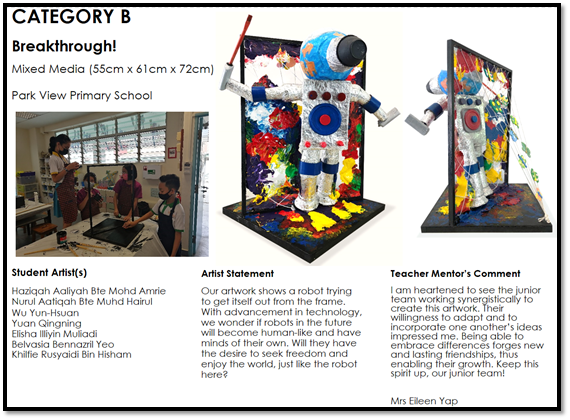 CATEGORY B
Breakthrough!
Mixed Media (55cm x 61cm x 72cm)
Park View Primary School
Student Artist(s)
Haziqah Aaliyah Bte Mohd Amrie
Nurul Aatiqah Bte Muhd Hairul
Wu Yun-Hsuan
Yuan Qingning
Elisha Illiyin Muliadi
Belvasia Bennazril Yeo
Khilfie Rusyaidi Bin Hisham
Artist Statement
Our artwork shows a robot trying
to get itself out from the frame.
With advancement in technology,
we wonder if robots in the future
will become human-like and have
minds of their own. Will they have
the desire to seek freedom and
enjoy the world, just like the robot
here?
Teacher Mentor's Comment
I am heartened to see the junior
team working synergistically to
create this artwork. Their
willingness to adapt and to
incorporate one another's ideas
impressed me. Being able to
embrace differences forges new
and lasting friendships, thus
enabling their growth. Keep this
spirit up, our junior team!
Mrs Eileen Yap